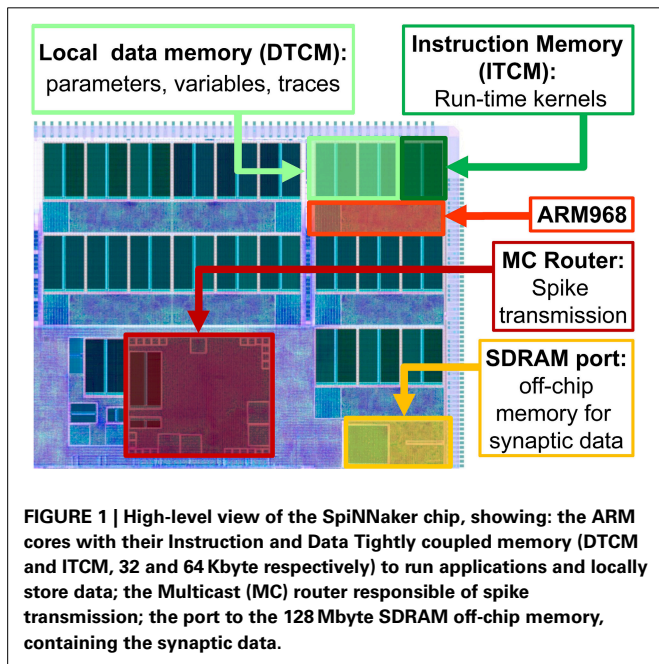 Local data memory (DTCM):
parameters, variables, traces
Instruction Memory
(ITCM):
Run-time kernels
ARM968
MC Router:
Spike
transmission
SDRAM port:
off-chip
memory for
synaptic data
FIGURE 1 | High-level view of the SpiNNaker chip, showing: the ARM
cores with their Instruction and Data Tightly coupled memory (DTCM
and ITCM, 32 and 64 Kbyte respectively) to run applications and locally
store data; the Multicast (MC) router responsible of spike
transmission; the port to the 128 Mbyte SDRAM off-chip memory,
containing the synaptic data.